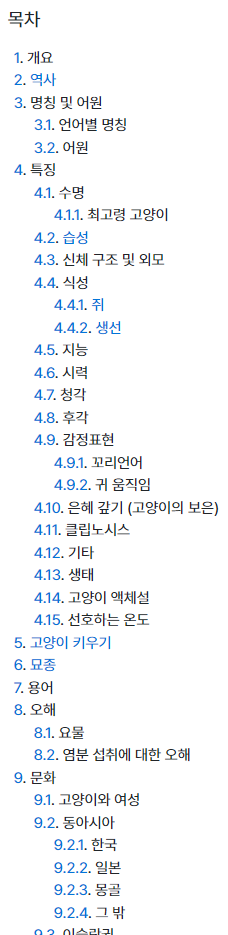 목차
1. 개요
2. 역사
3. 명칭 및 어원
3.1. 언어별 명칭
3.2. 어원
4. 특징
4.1. 수명
4.1.1. 최고령 고양이
4.2. 습성
4.3. 신체 구조 및 외모
4.4. 식성
4.4.1. 쥐
4.4.2. 생선
4.5. 지능
4.6. 시력
4.7. 청각
4.8. 후각
4.9. 감정표현
4.9.1. 꼬리언어
4.9.2. 귀 움직임
4.10. 은혜 갚기 (고양이의 보은)
4.11. 클립노시스
4.12. 기타
4.13. 생태
4.14. 고양이 액체설
4.15. 선호하는 온도
5. 고양이 키우기
6. 묘종
7. 용어
8. 오해
8.1. 요물
8.2. 염분 섭취에 대한 오해
9. 문화
9.1. 고양이와 여성
9.2. 동아시아
9.2.1. 한국
9.2.2. 일본
9.2.3. 몽골
9.2.4. 그 밖
9.3. 이슬람권